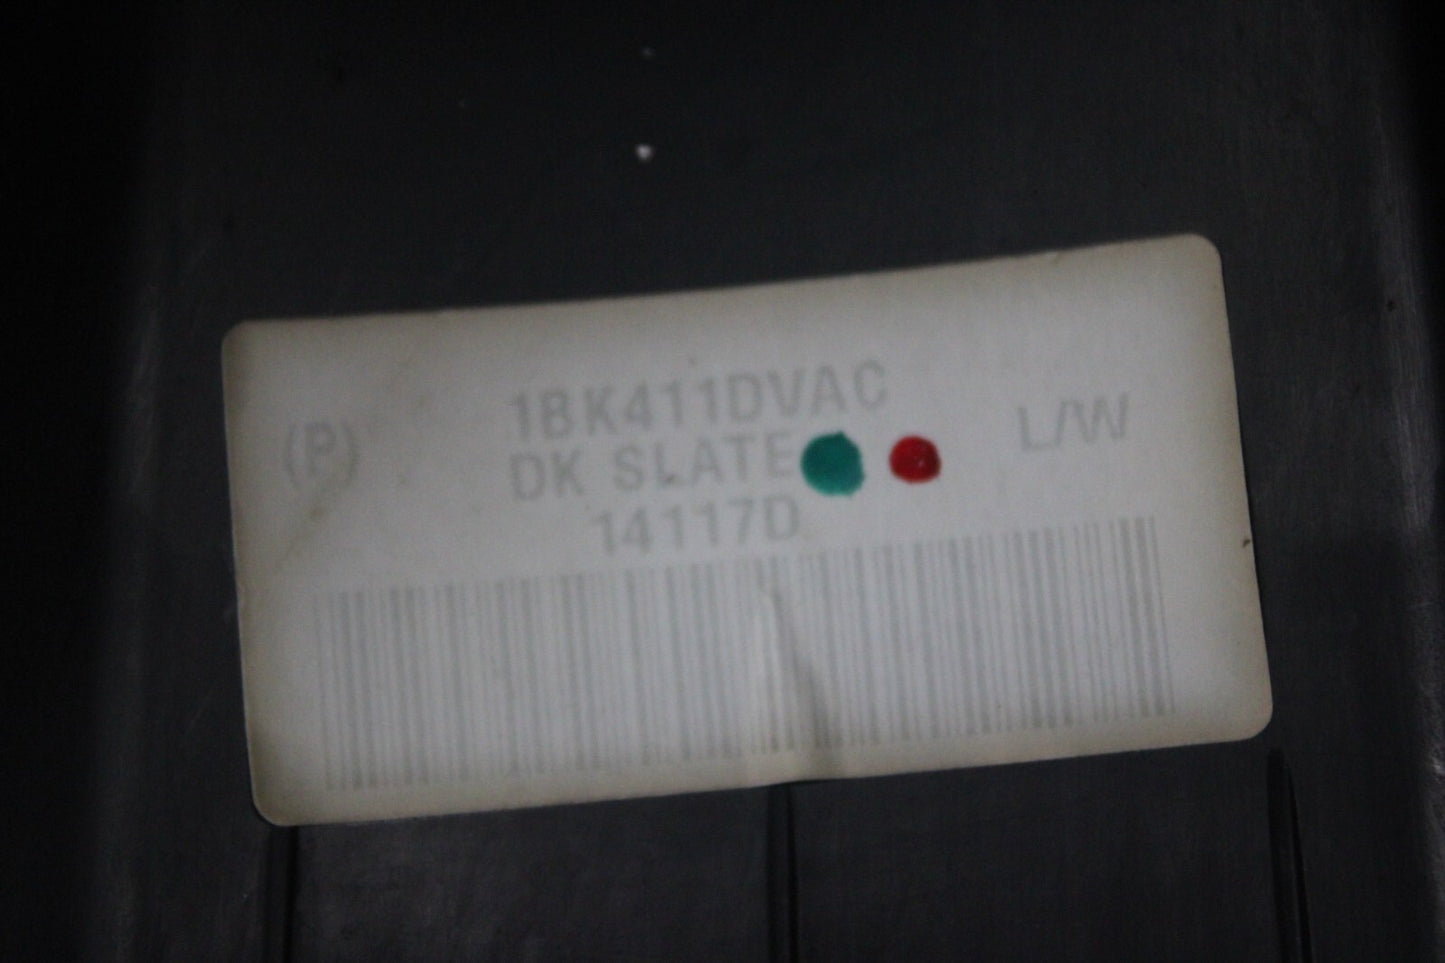 1BK411DVAC
(P) DK SLATE L/W
14117D